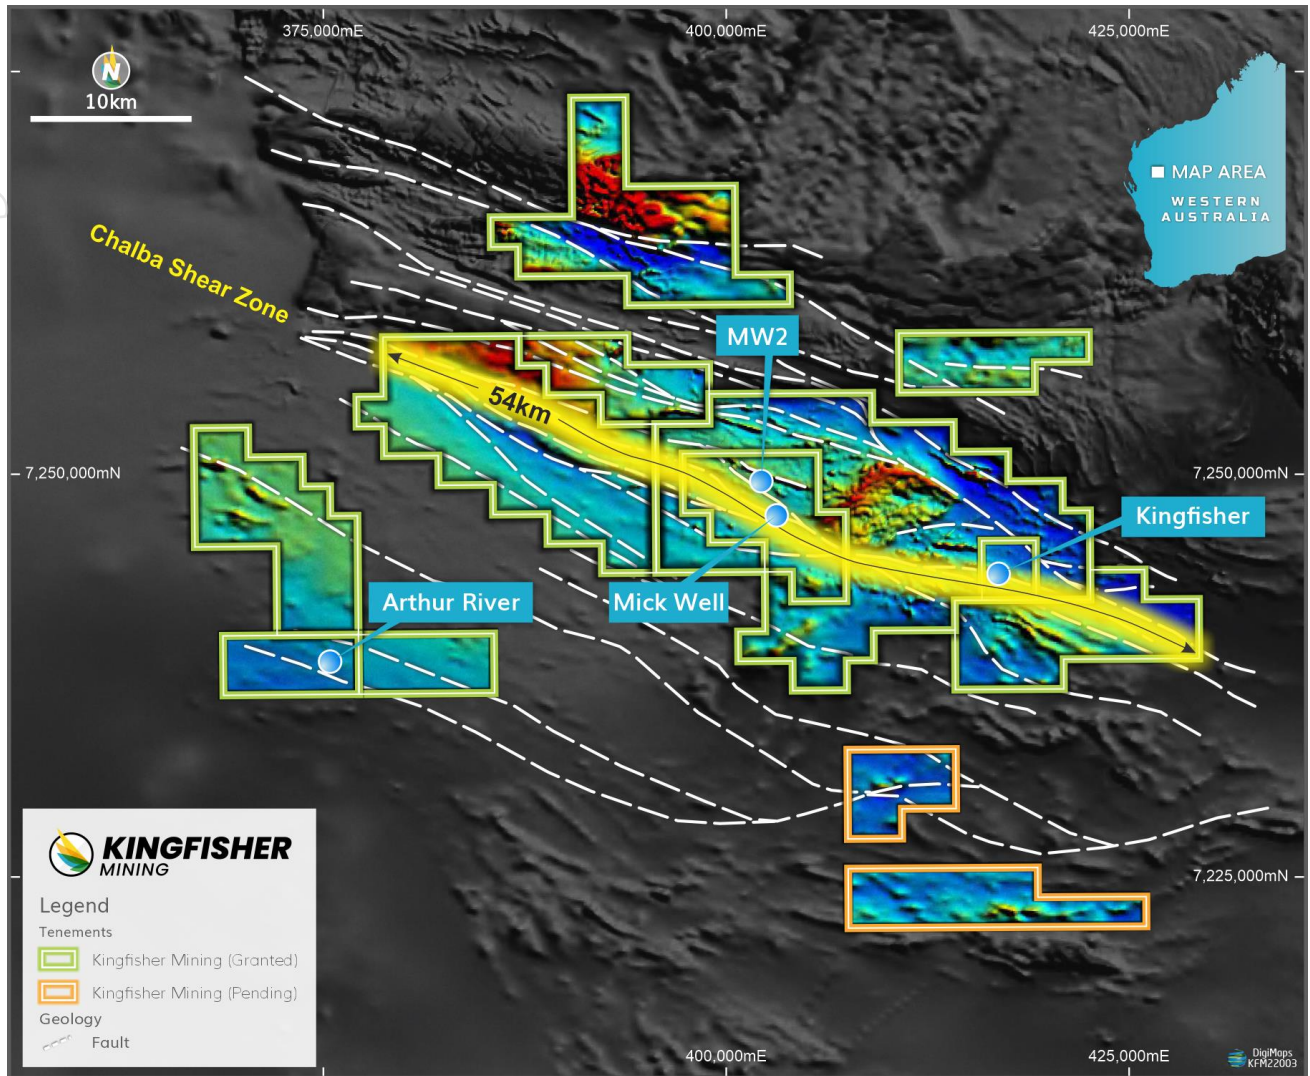 375,000mE
400,000mE
425,000mE
N
10km
MAP AREA
WESTERN
AUSTRALIA
Chalba Shear Zone
MW2
54km
7,250,000mN
7,250,000mN
Kingfisher
Arthur River
Mick Well
KINGFISHER
MINING
Legend
Tenements
Kingfisher Mining (Granted)
Kingfisher Mining (Pending)
Geology
Fault
7,225,000mN
400,000mE
425,000mE
DigiMaps
KFM22003